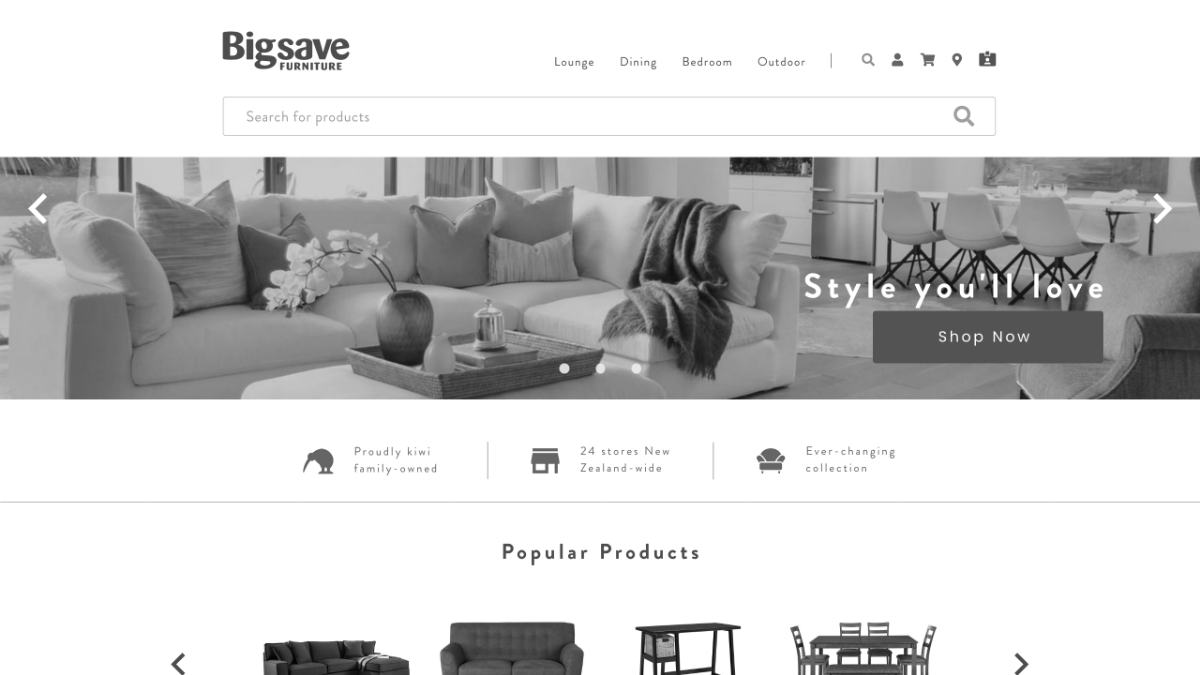 Bigsave
FURNITURE
Lounge Dining Bedroom Outdoor
Search for products
Style you'll love
Shop Now
Proudly kiwi
family-owned
24 stores New
Zealand-wide
Ever-changing
collection
Popular Products